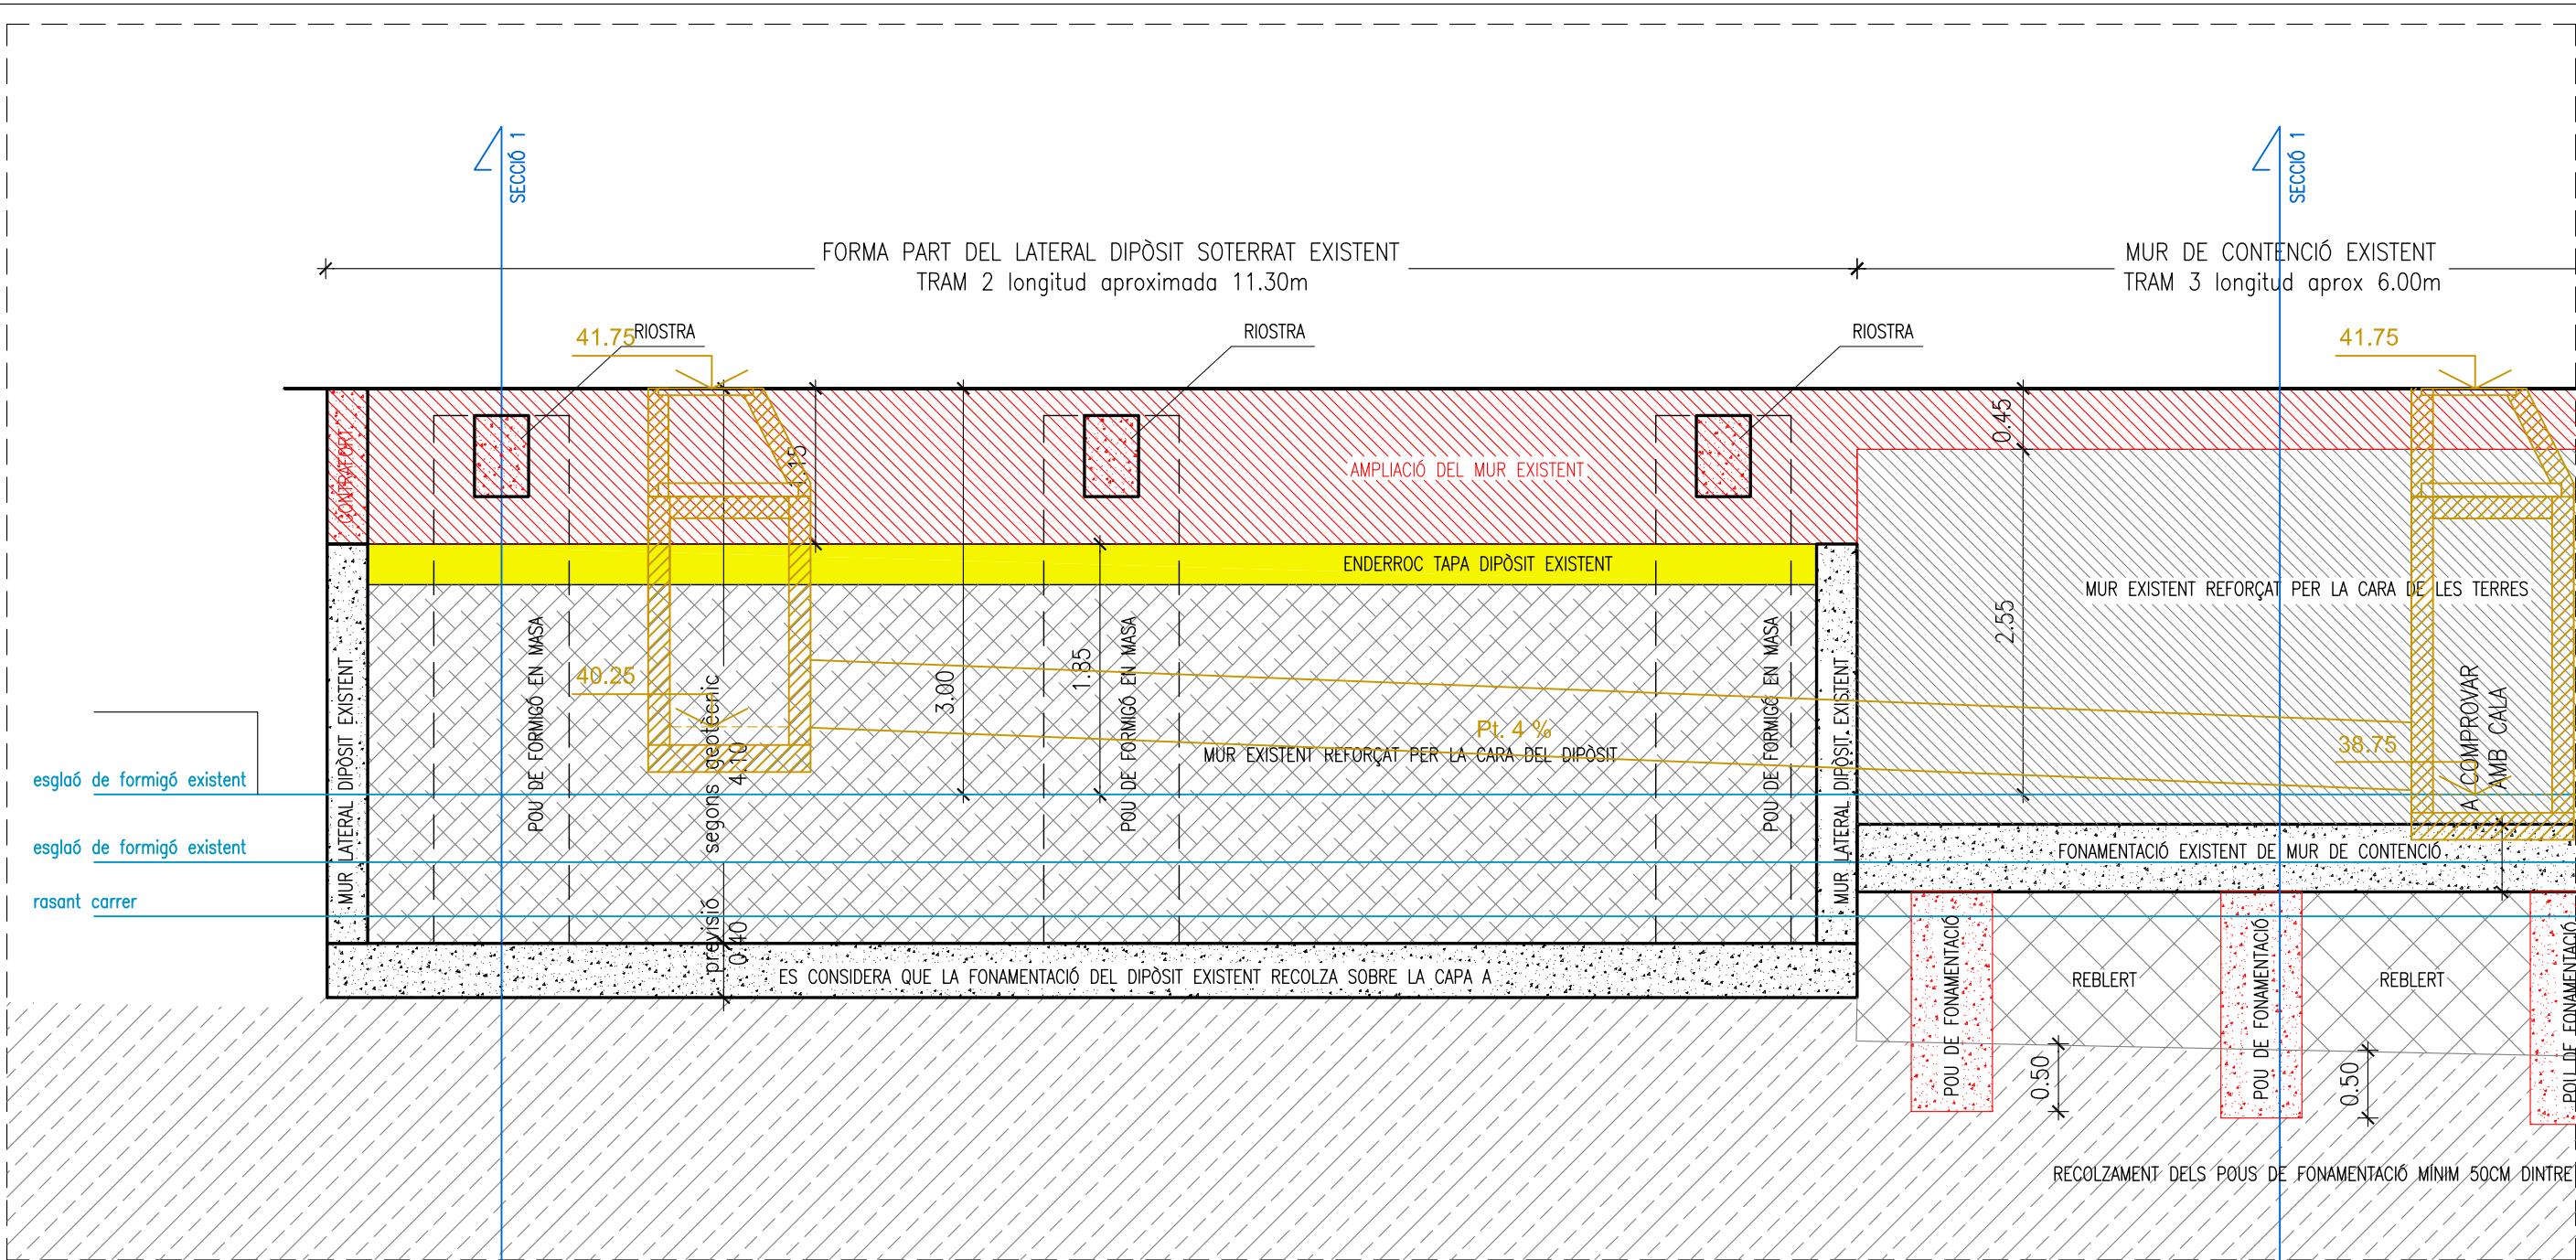 SECCIÓ 1
SECCIÓ 1
FORMA PART DEL LATERAL DIPÒSIT SOTERRAT EXISTENT
TRAM 2 longitud aproximada 11.30m
MUR DE CONTENCIÓ EXISTENT
TRAM 3 longitud aprox 6.00m
41.75
RIOSTRA
RIOSTRA
RIOSTRA
41.75
CONTRAFORT
1.15
AMPLIACIÓ DEL MUR EXISTENT
0.45
ENDERROC TAPA DIPÒSIT EXISTENT
MUR EXISTENT REFORÇAT PER LA CARA DE LES TERRES
2.55
MUR LATERAL DIPÒSIT EXISTENT
POU DE FORMIGÓ EN MASA
40.25
previsió segons geotècnic
4.10
0.40
3.00
1.85
POU DE FORMIGÓ EN MASA
Pt. 4 %
MUR EXISTENT REFORÇAT PER LA CARA DEL DIPÒSIT
POU DE FORMIGÓ EN MASA
MUR LATERAL DIPÒSIT EXISTENT
38.75
A COMPROVAR
AMB CALA
esglaó de formigó existent
esglaó de formigó existent
rasant carrer
FONAMENTACIÓ EXISTENT DE MUR DE CONTENCIÓ
ES CONSIDERA QUE LA FONAMENTACIÓ DEL DIPÒSIT EXISTENT RECOLZA SOBRE LA CAPA A
POU DE FONAMENTACIÓ
REBLERT
POU DE FONAMENTACIÓ
REBLERT
POU DE FONAMENTACIÓ
0.50
0.50
RECOLZAMENT DELS POUS DE FONAMENTACIÓ MÍNIM 50CM DINTRE